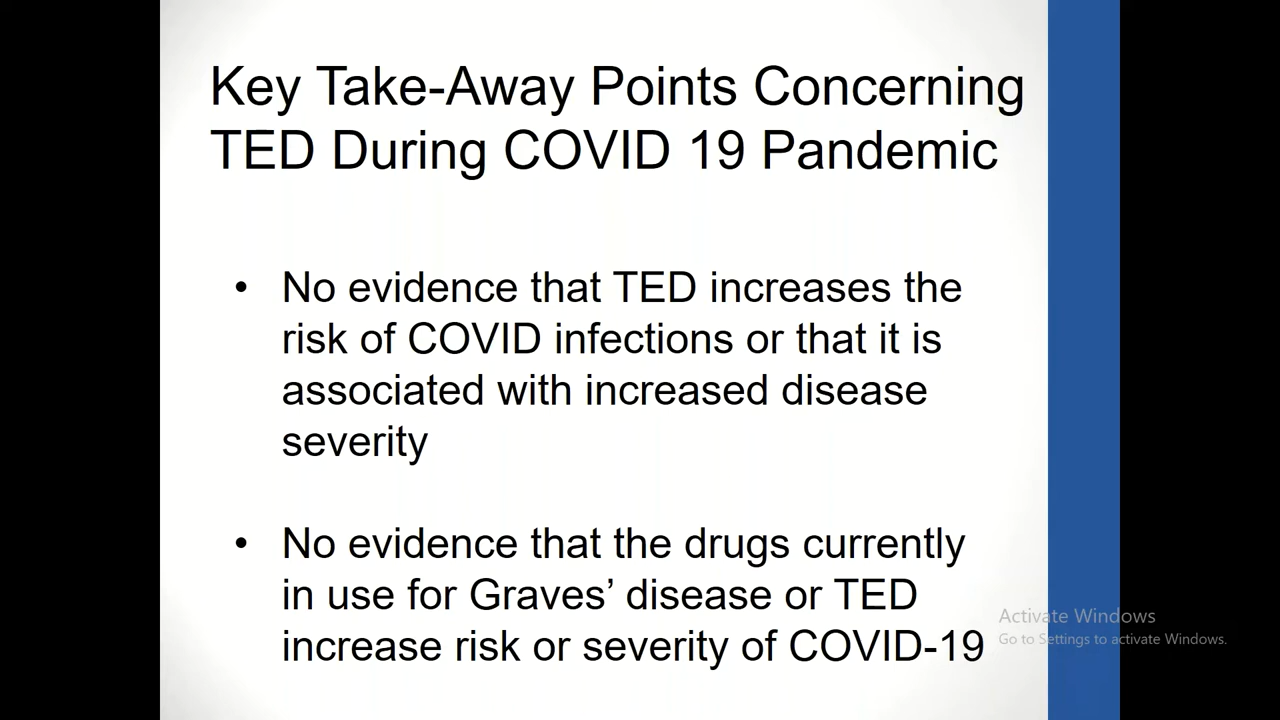 Key Take-Away Points Concerning
TED During COVID 19 Pandemic
• No evidence that TED increases the
risk of COVID infections or that it is
associated with increased disease
severity
• No evidence that the drugs currently
in use for Graves’ disease or TED
increase risk or severity of COVID-19
Activate Windows
Go to Settings to activate Windows.